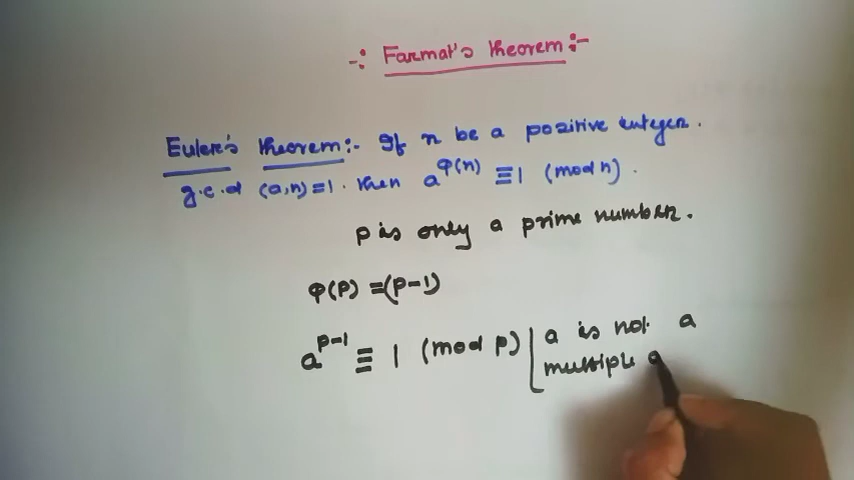 -: Farmat's theorem :-
Euler's theorem:- If n be a positive integer.
g.c.d (a,n)=1. then a^φ(n) ≡1 (mod n).
p is only a prime number.
φ(p) =(p-1)
a^p-1 ≡ 1 (mod p) | a is not a
multiple o